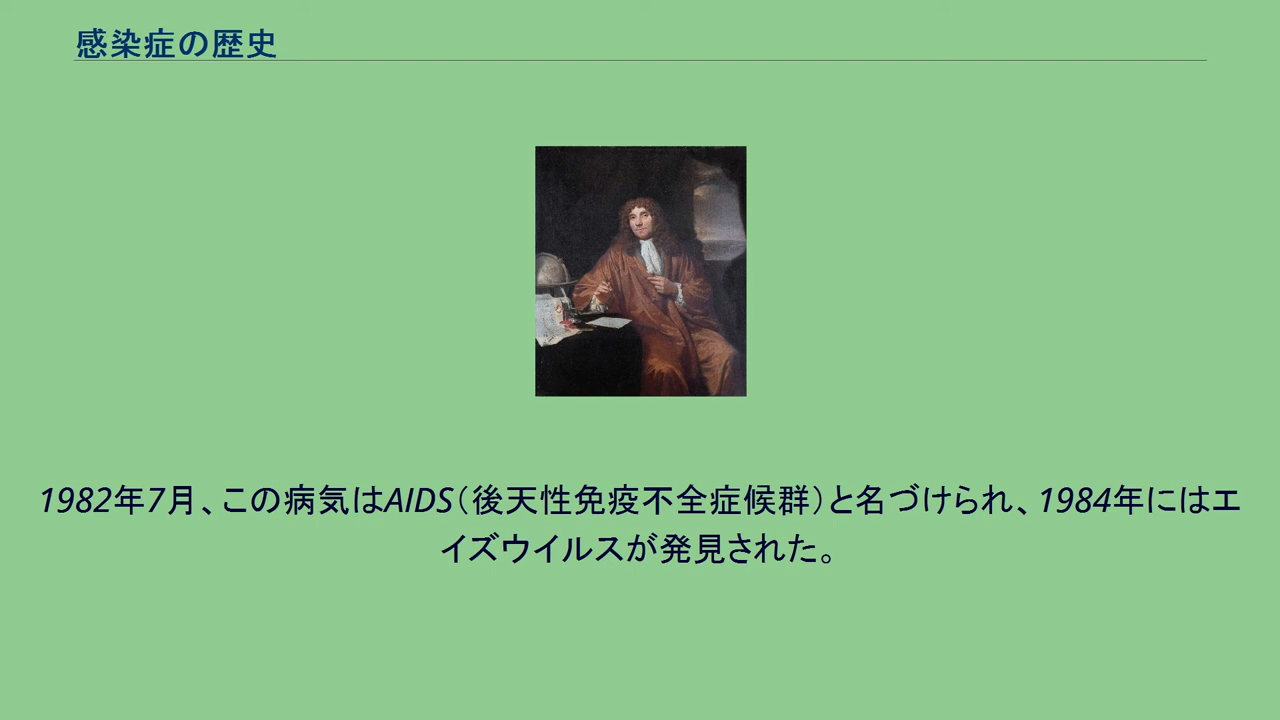 感染症の歴史
1982年7月、この病気はAIDS（後天性免疫不全症候群）と名づけられ、1984年にはエ
イズウイルスが発見された。